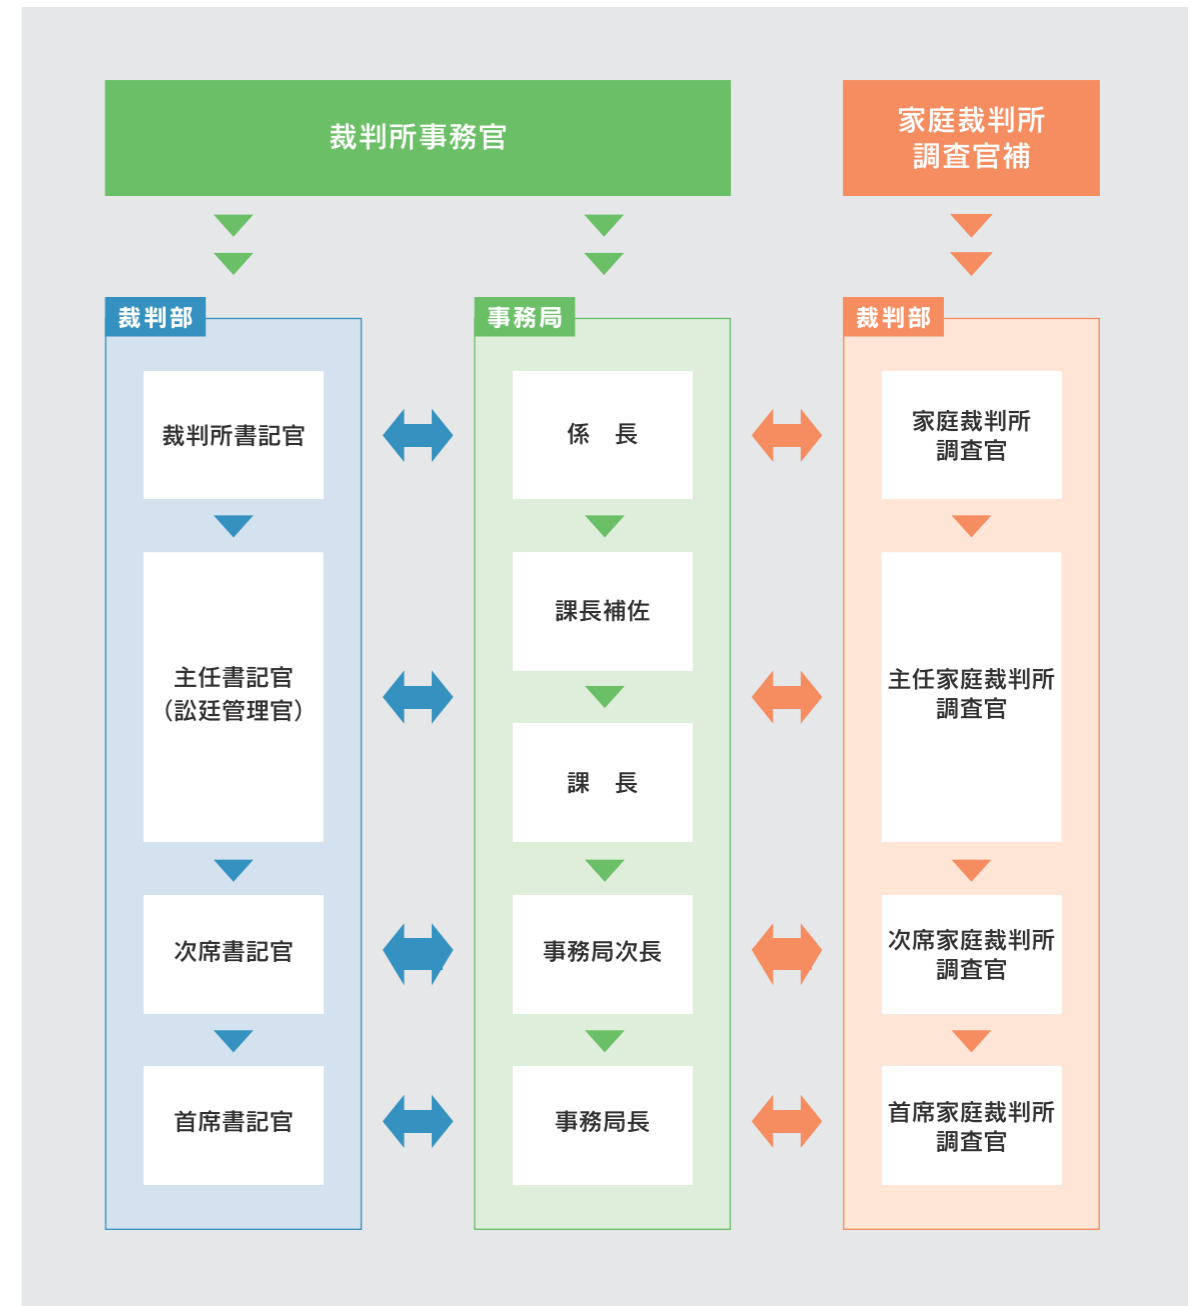 裁判所事務官
家庭裁判所
調査官補
裁判部
事務局
裁判部
裁判所書記官
係　長
家庭裁判所
調査官
主任書記官
（訟廷管理官）
課長補佐
課　長
主任家庭裁判所
調査官
次席書記官
事務局次長
次席家庭裁判所
調査官
首席書記官
事務局長
首席家庭裁判所
調査官